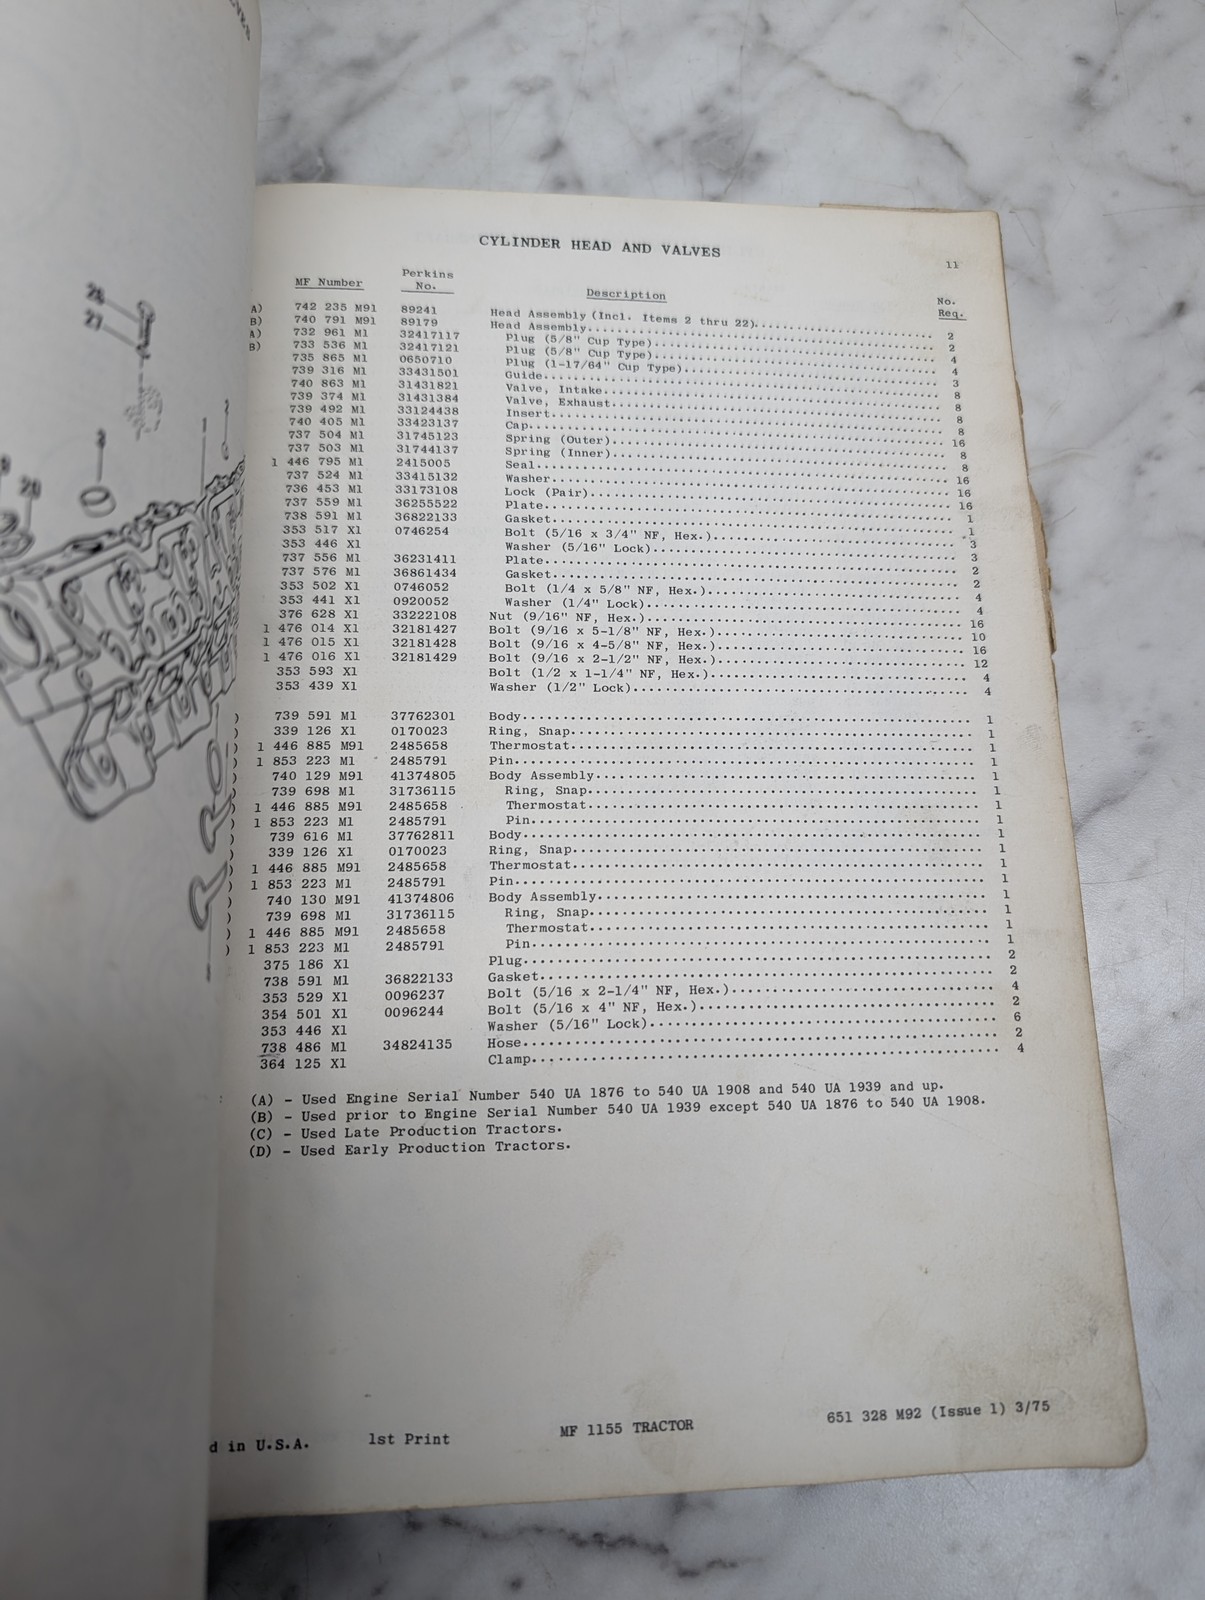 28
27
3
2
1
20
CYLINDER HEAD AND VALVES
11
MF Number Perkins No. Description No. Req.
A) 742 235 M91 89241 Head Assembly (Incl. Items 2 thru 22) 2
B) 740 791 M91 89179 Head Assembly 2
A) 732 961 M1 32417117 Plug (5/8" Cup Type) 4
B) 733 536 M1 32417121 Plug (5/8" Cup Type) 4
735 865 M1 0650710 Plug (1-17/64" Cup Type) 3
739 316 M1 33431501 Guide 8
740 863 M1 31431821 Valve, Intake 8
739 374 M1 31431384 Valve, Exhaust 8
739 492 M1 33124438 Insert 8
740 405 M1 33423137 Cap 16
737 504 M1 31745123 Spring (Outer) 8
737 503 M1 31744137 Spring (Inner) 8
1 446 795 M1 2415005 Seal 16
737 524 M1 33415132 Washer 16
736 453 M1 33173108 Lock (Pair) 16
737 559 M1 36255522 Plate 1
738 591 M1 36822133 Gasket 1
353 517 X1 0746254 Bolt (5/16 x 3/4" NF, Hex.) 3
353 446 X1 Washer (5/16" Lock) 3
737 556 M1 36231411 Plate 2
737 576 M1 36861434 Gasket 2
353 502 X1 0746052 Bolt (1/4 x 5/8" NF, Hex.) 4
353 441 X1 0920052 Washer (1/4" Lock) 4
376 628 X1 33222108 Nut (9/16" NF, Hex.) 16
1 476 014 X1 32181427 Bolt (9/16 x 5-1/8" NF, Hex.) 10
1 476 015 X1 32181428 Bolt (9/16 x 4-5/8" NF, Hex.) 16
1 476 016 X1 32181429 Bolt (9/16 x 2-1/2" NF, Hex.) 12
353 593 X1 Bolt (1/2 x 1-1/4" NF, Hex.) 4
353 439 X1 Washer (1/2" Lock) 4
) 739 591 M1 37762301 Body 1
) 339 126 X1 0170023 Ring, Snap 1
) 1 446 885 M91 2485658 Thermostat 1
) 1 853 223 M1 2485791 Pin 1
) 740 129 M91 41374805 Body Assembly 1
) 739 698 M1 31736115 Ring, Snap 1
) 1 446 885 M91 2485658 Thermostat 1
) 1 853 223 M1 2485791 Pin 1
) 739 616 M1 37762811 Body 1
) 339 126 X1 0170023 Ring, Snap 1
) 1 446 885 M91 2485658 Thermostat 1
) 1 853 223 M1 2485791 Pin 1
740 130 M91 41374806 Body Assembly 1
) 739 698 M1 31736115 Ring, Snap 1
) 1 446 885 M91 2485658 Thermostat 1
) 1 853 223 M1 2485791 Pin 1
375 186 X1 Plug 2
738 591 M1 36822133 Gasket 2
353 529 X1 0096237 Bolt (5/16 x 2-1/4" NF, Hex.) 4
354 501 X1 0096244 Bolt (5/16 x 4" NF, Hex.) 2
353 446 X1 Washer (5/16" Lock) 6
738 486 M1 34824135 Hose 2
364 125 X1 Clamp 4
(A) - Used Engine Serial Number 540 UA 1876 to 540 UA 1908 and 540 UA 1939 and up.
(B) - Used prior to Engine Serial Number 540 UA 1939 except 540 UA 1876 to 540 UA 1908.
(C) - Used Late Production Tractors.
(D) - Used Early Production Tractors.
d in U.S.A. 1st Print MF 1155 TRACTOR 651 328 M92 (Issue 1) 3/75